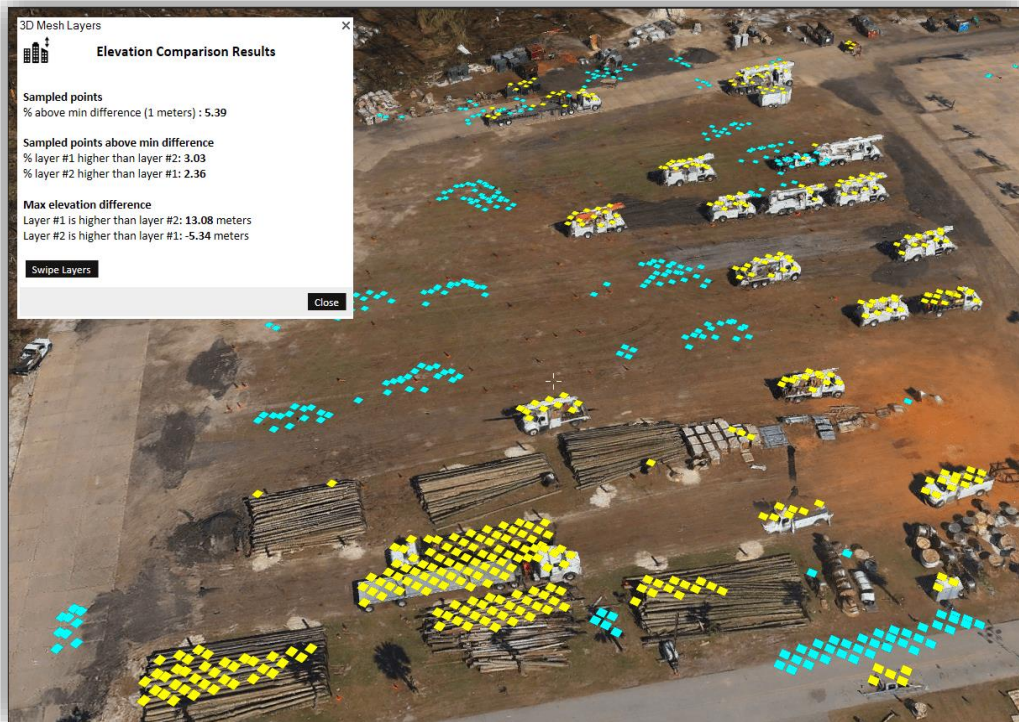 3D Mesh Layers
Elevation Comparison Results
Sampled points
% above min difference (1 meters) : 5.39
Sampled points above min difference
% layer #1 higher than layer #2: 3.03
% layer #2 higher than layer #1: 2.36
Max elevation difference
Layer #1 is higher than layer #2: 13.08 meters
Layer #2 is higher than layer #1: -5.34 meters
Swipe Layers
Close